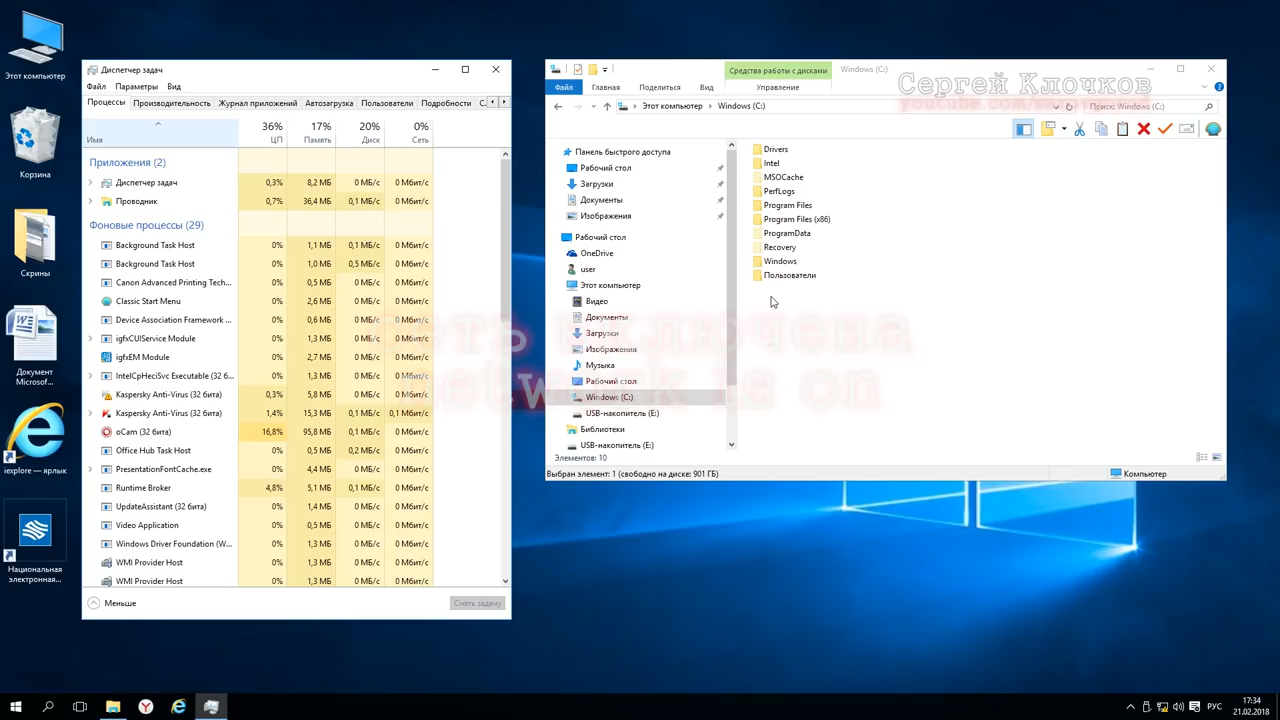 Этот компьютер
Корзина
Скрины
Документ
Microsof...
iexplore — ярлык
Национальная
электронная...
Диспетчер задач
Файл Параметры Вид
Процессы Производительность Журнал приложений Автозагрузка Пользователи Подробности С.
36% 17% 20% 0%
Имя ЦП Память Диск Сеть
Приложения (2)
Диспетчер задач 0,3% 8,2 МБ 0 МБ/с 0 Мбит/с
Проводник 0,7% 36,4 МБ 0,1 МБ/с 0 Мбит/с
Фоновые процессы (29)
Background Task Host 0% 1,1 МБ 0,1 МБ/с 0 Мбит/с
Background Task Host 0% 1,0 МБ 0,5 МБ/с 0 Мбит/с
Canon Advanced Printing Tech... 0% 1,1 МБ 0 МБ/с 0 Мбит/с
Classic Start Menu 0% 2,6 МБ 0 МБ/с 0 Мбит/с
Device Association Framework ... 0% 0,6 МБ 0 МБ/с 0 Мбит/с
igfxCUIService Module 0% 1,3 МБ 0 МБ/с 0 Мбит/с
igfxEM Module 0% 2,7 МБ 0 МБ/с 0 Мбит/с
IntelCpHeciSvc Executable (32 б... 0% 1,3 МБ 0 МБ/с 0 Мбит/с
Kaspersky Anti-Virus (32 бита) 0,3% 5,8 МБ 0 МБ/с 0 Мбит/с
Kaspersky Anti-Virus (32 бита) 1,4% 15,3 МБ 0,1 МБ/с 0,1 Мбит/с
oCam (32 бита) 16,8% 95,8 МБ 0,1 МБ/с 0 Мбит/с
Office Hub Task Host 0% 0,5 МБ 0,2 МБ/с 0 Мбит/с
PresentationFontCache.exe 0% 4,4 МБ 0 МБ/с 0 Мбит/с
Runtime Broker 4,8% 5,1 МБ 0,1 МБ/с 0 Мбит/с
UpdateAssistant (32 бита) 0% 1,4 МБ 0 МБ/с 0 Мбит/с
Video Application 0% 0,5 МБ 0 МБ/с 0 Мбит/с
Windows Driver Foundation (W... 0% 1,3 МБ 0 МБ/с 0 Мбит/с
WMI Provider Host 0% 1,3 МБ 0 МБ/с 0 Мбит/с
WMI Provider Host 0% 1,3 МБ 0 МБ/с 0 Мбит/с
Меньше Снять задачу
Средства работы с дисками Windows (C:)
Сергей Клочков
Файл Главная Поделиться Вид Управление
Этот компьютер Windows (C:) Поиск: Windows (C:)
Панель быстрого доступа
Рабочий стол
Загрузки
Документы
Изображения
Рабочий стол
OneDrive
user
Этот компьютер
Видео
Документы
Загрузки
Изображения
Музыка
Рабочий стол
Windows (C:)
USB-накопитель (E:)
Библиотеки
USB-накопитель (E:)
Drivers
Intel
MSOCache
PerfLogs
Program Files
Program Files (x86)
ProgramData
Recovery
Windows
Пользователи
Элементов: 10
Выбран элемент: 1 (свободно на диске: 901 ГБ) Компьютер
РУС
17:34
21.02.2018